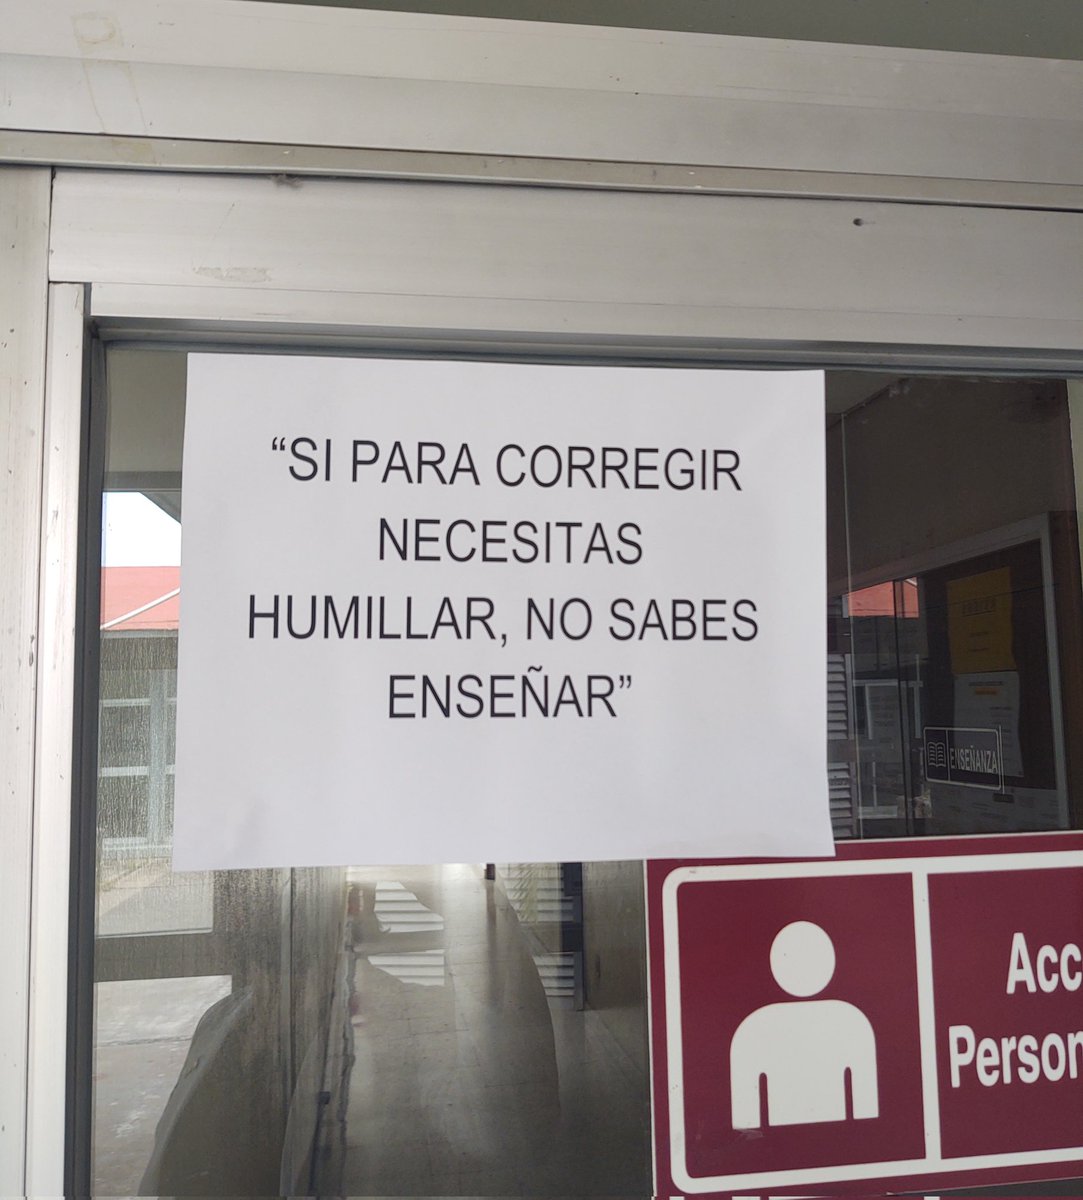 “SI PARA CORREGIR
NECESITAS
HUMILLAR, NO SABES
ENSEÑAR”
ENSEÑANZA
Acc
Person